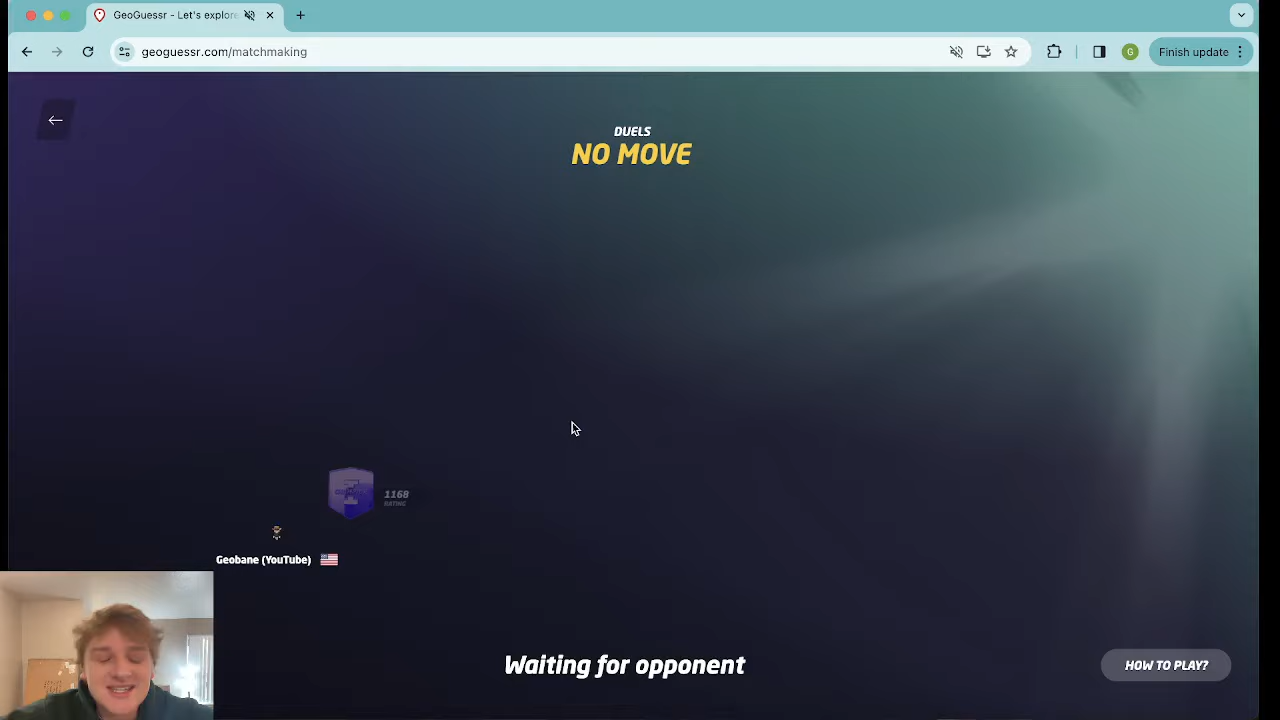 GeoGuessr - Let's explore
geoguessr.com/matchmaking
G
Finish update
DUELS
NO MOVE
1168
RATING
Geobane (YouTube)
Waiting for opponent
HOW TO PLAY?